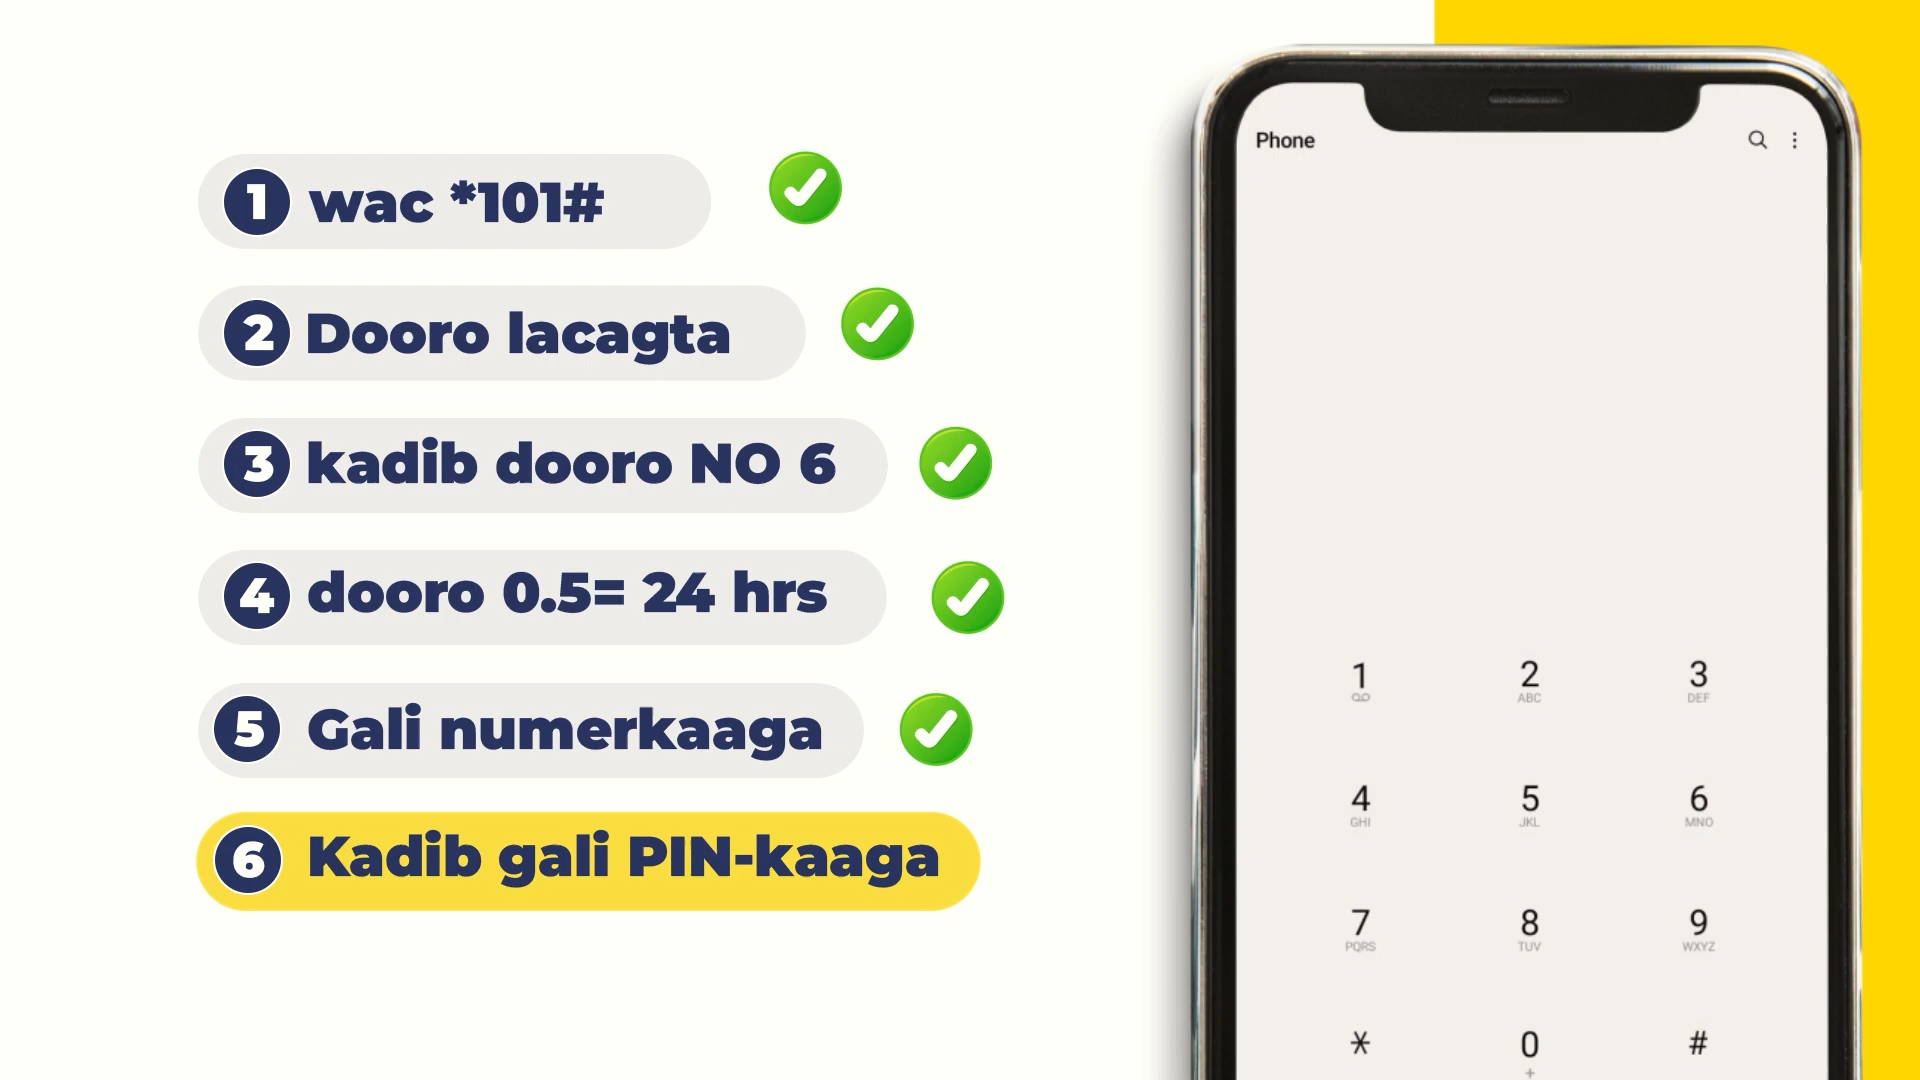 1 wac *101#
2 Dooro lacagta
3 kadib dooro NO 6
4 dooro 0.5= 24 hrs
5 Gali numerkaaga
6 Kadib gali PIN-kaaga
Phone
1 2 3
ABC DEF
4 5 6
GHI JKL MNO
7 8 9
PQRS TUV WXYZ
* 0 #
+